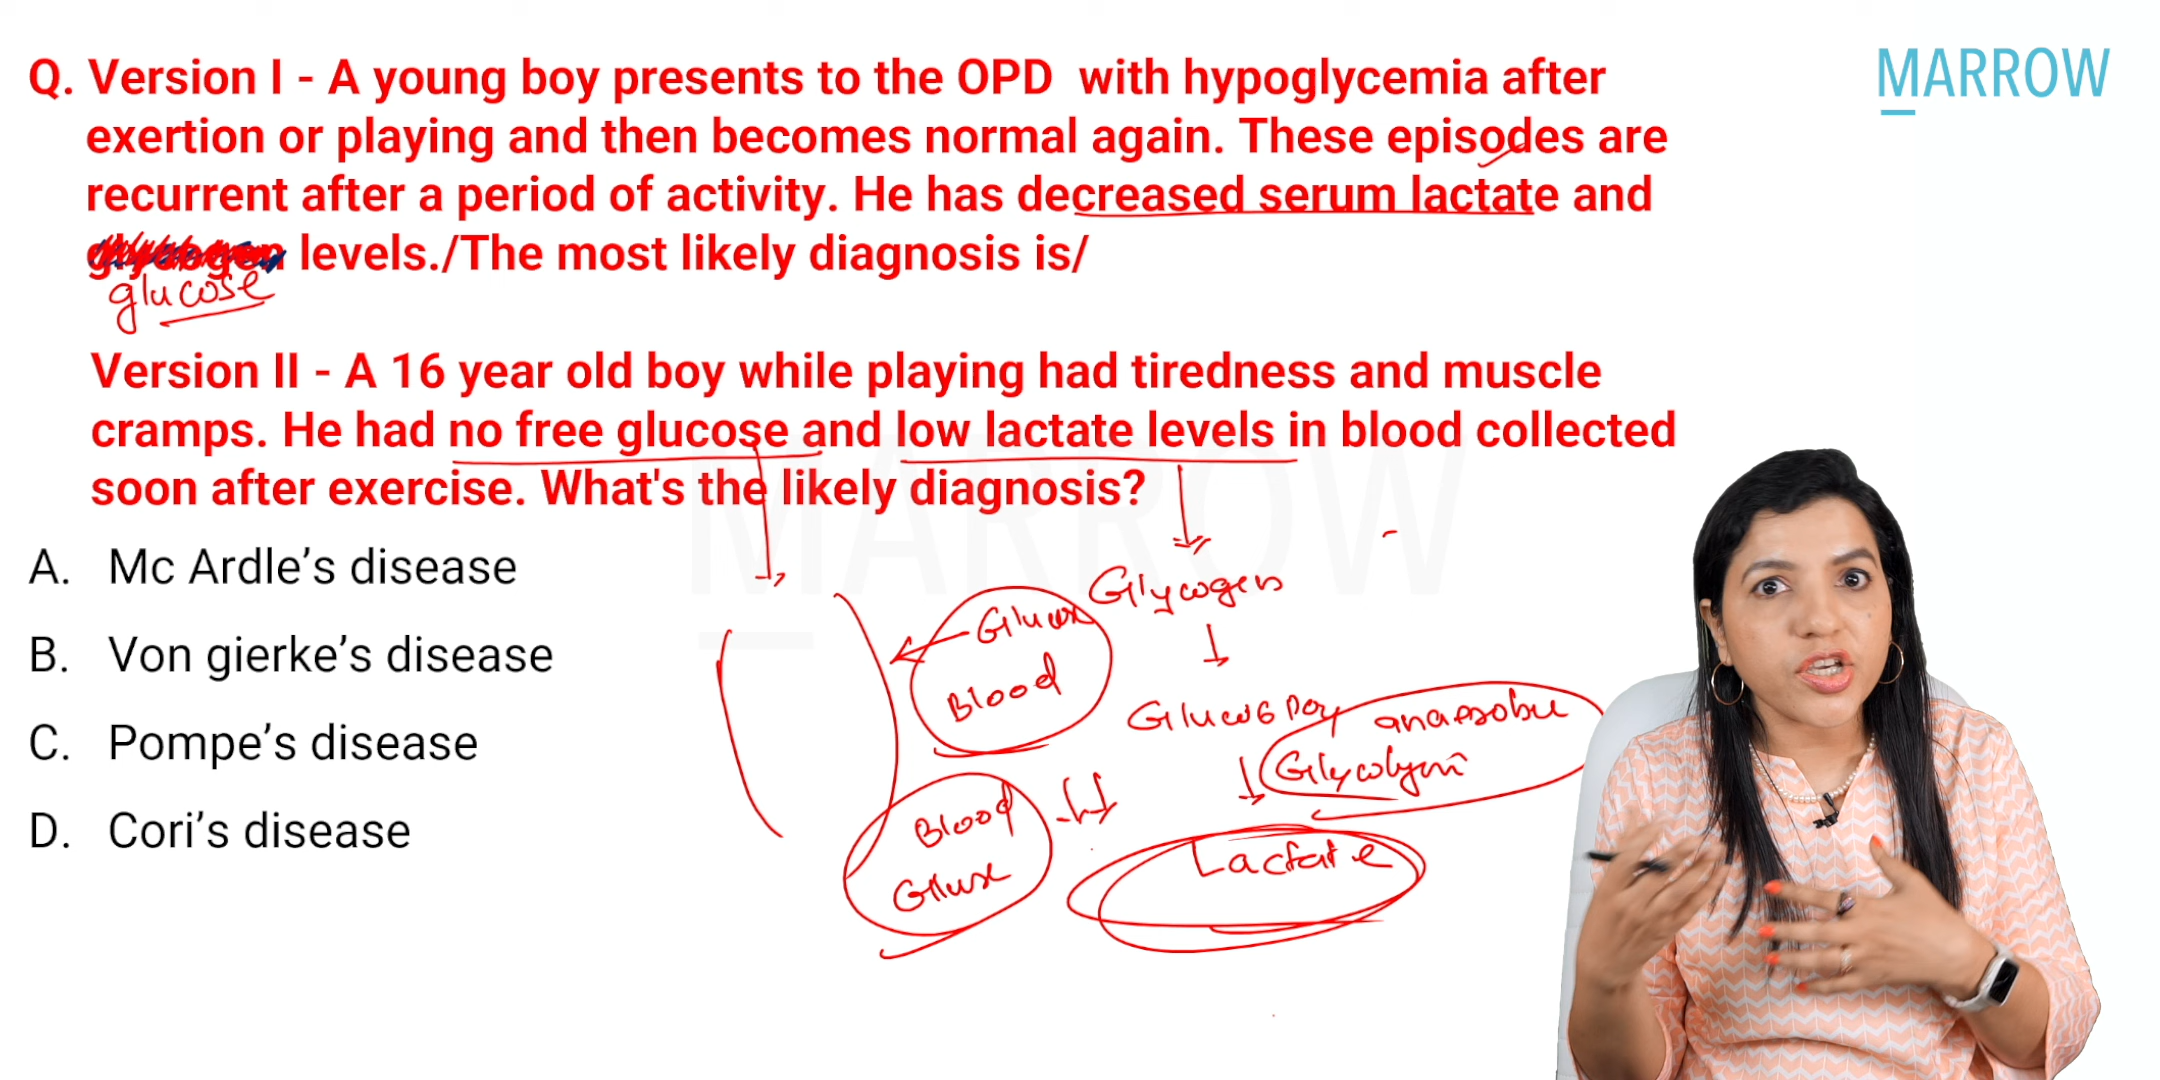 MARROW
Q. Version I - A young boy presents to the OPD with hypoglycemia after
exertion or playing and then becomes normal again. These episodes are
recurrent after a period of activity. He has decreased serum lactate and
glycogen levels./The most likely diagnosis is/
glucose
Version II - A 16 year old boy while playing had tiredness and muscle
cramps. He had no free glucose and low lactate levels in blood collected
soon after exercise. What's the likely diagnosis?
A. Mc Ardle's disease
B. Von gierke's disease
C. Pompe's disease
D. Cori's disease
MARROW
Glycogen
Blood
anaerobic
Blood
Lactate